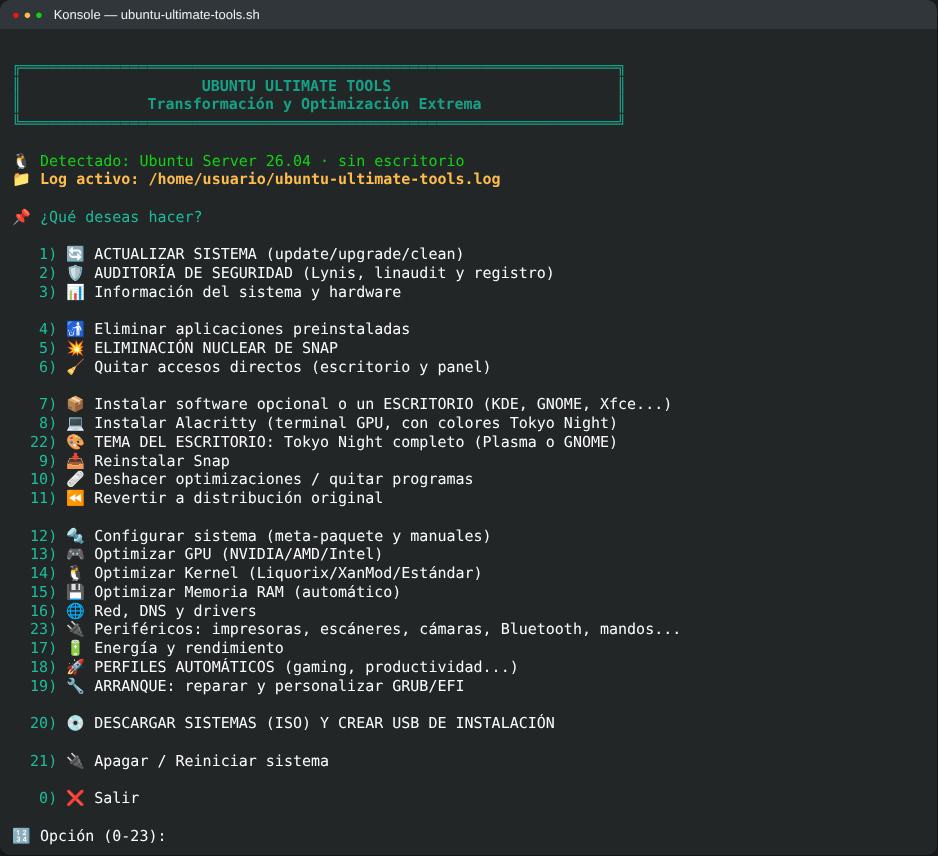 Konsole — ubuntu-ultimate-tools.sh
UBUNTU ULTIMATE TOOLS
Transformación y Optimización Extrema
Detectado: Ubuntu Server 26.04 · sin escritorio
Log activo: /home/usuario/ubuntu-ultimate-tools.log
¿Qué deseas hacer?
1) ACTUALIZAR SISTEMA (update/upgrade/clean)
2) AUDITORÍA DE SEGURIDAD (Lynis, linaudit y registro)
3) Información del sistema y hardware
4) Eliminar aplicaciones preinstaladas
5) ELIMINACIÓN NUCLEAR DE SNAP
6) Quitar accesos directos (escritorio y panel)
7) Instalar software opcional o un ESCRITORIO (KDE, GNOME, Xfce...)
8) Instalar Alacritty (terminal GPU, con colores Tokyo Night)
22) TEMA DEL ESCRITORIO: Tokyo Night completo (Plasma o GNOME)
9) Reinstalar Snap
10) Deshacer optimizaciones / quitar programas
11) Revertir a distribución original
12) Configurar sistema (meta-paquete y manuales)
13) Optimizar GPU (NVIDIA/AMD/Intel)
14) Optimizar Kernel (Liquorix/XanMod/Estándar)
15) Optimizar Memoria RAM (automático)
16) Red, DNS y drivers
23) Periféricos: impresoras, escáneres, cámaras, Bluetooth, mandos...
17) Energía y rendimiento
18) PERFILES AUTOMÁTICOS (gaming, productividad...)
19) ARRANQUE: reparar y personalizar GRUB/EFI
20) DESCARGAR SISTEMAS (ISO) Y CREAR USB DE INSTALACIÓN
21) Apagar / Reiniciar sistema
0) Salir
Opción (0-23):